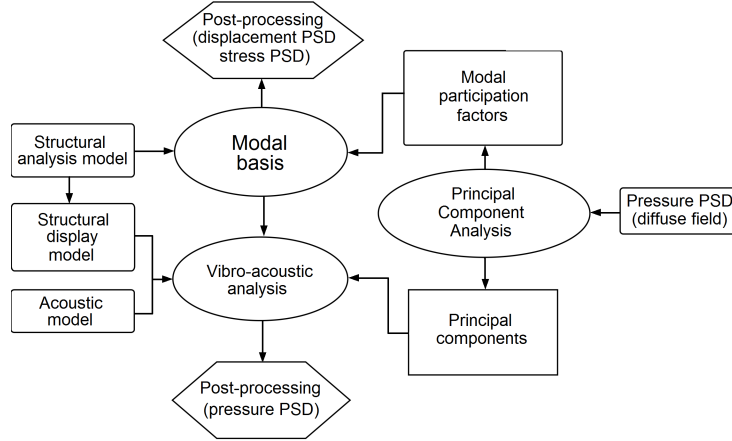 Post-processing
(displacement PSD
stress PSD)
Modal
participation
factors
Structural
analysis model
Modal
basis
Principal
Component
Analysis
Pressure PSD
(diffuse field)
Structural
display
model
Vibro-acoustic
analysis
Acoustic
model
Principal
components
Post-processing
(pressure PSD)